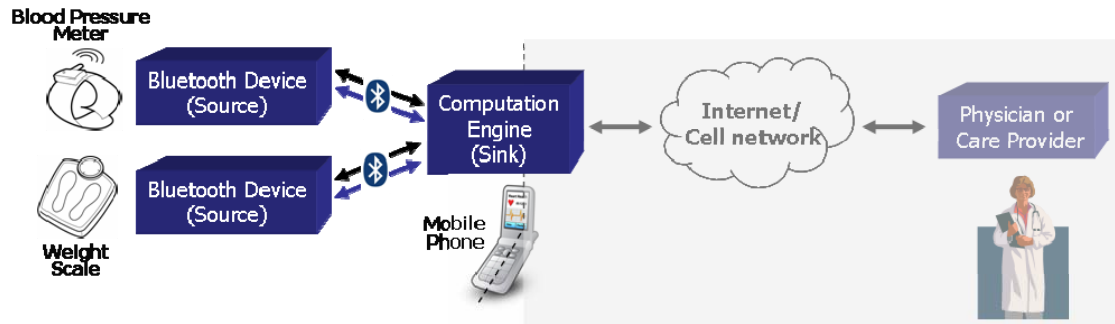 Blood Pressure
Meter
Bluetooth Device
(Source)
Computation
Engine
(Sink)
Internet/
Cell network
Physician or
Care Provider
Bluetooth Device
(Source)
Weight
Scale
Mobile
Phone